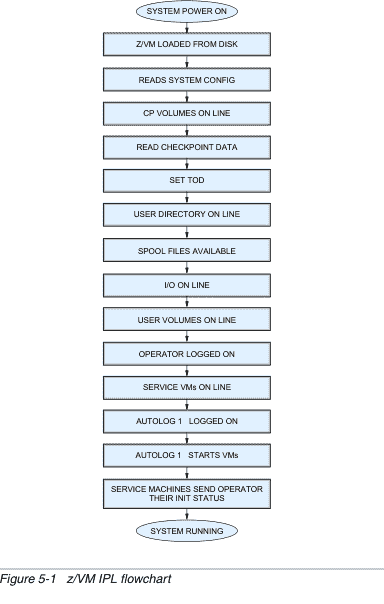 SYSTEM POWER ON
Z/VM LOADED FROM DISK
READS SYSTEM CONFIG
CP VOLUMES ON LINE
READ CHECKPOINT DATA
SET TOD
USER DIRECTORY ON LINE
SPOOL FILES AVAILABLE
I/O ON LINE
USER VOLUMES ON LINE
OPERATOR LOGGED ON
SERVICE VMs ON LINE
AUTOLOG 1 LOGGED ON
AUTOLOG 1 STARTS VMs
SERVICE MACHINES SEND OPERATOR
THEIR INIT STATUS
SYSTEM RUNNING
Figure 5-1 z/VM IPL flowchart